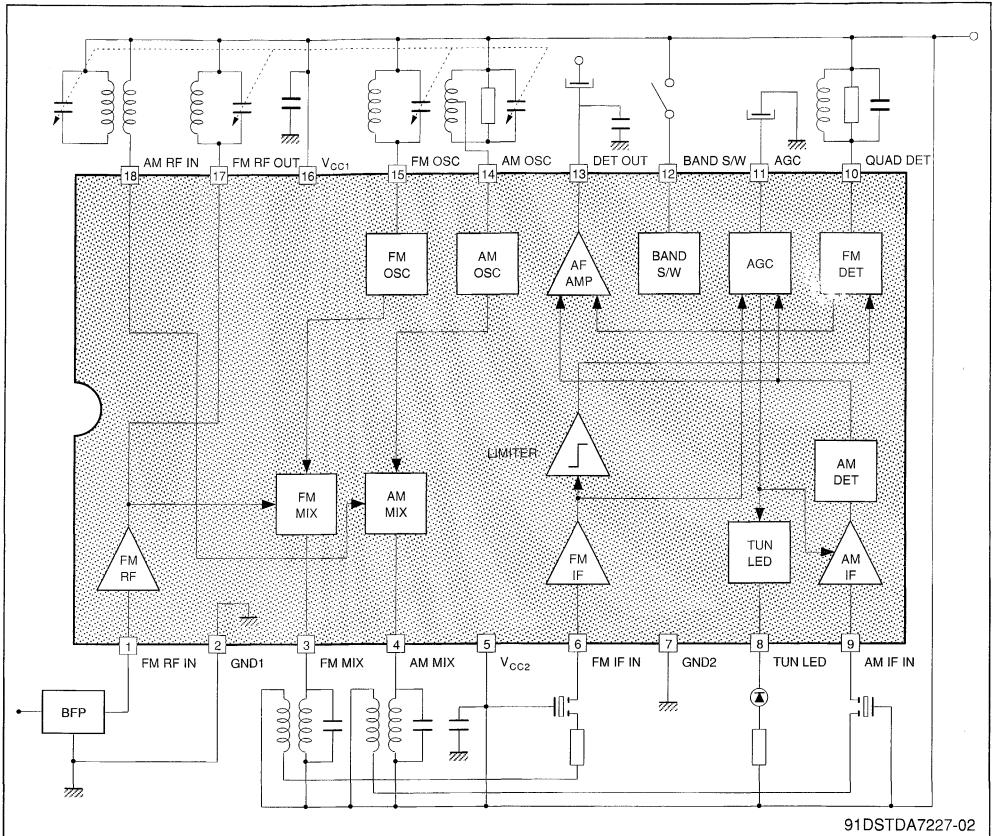 AM RF IN FM RF OUT VCC1 FM OSC AM OSC DET OUT BAND S/W AGC QUAD DET
18 17 16 15 14 13 12 11 10
FM OSC
AM OSC
AF AMP
BAND S/W
AGC
FM DET
LIMITER
FM MIX
AM MIX
AM DET
FM RF
FM IF
TUN LED
AM IF
1 2 3 4 5 6 7 8 9
FM RF IN GND1 FM MIX AM MIX VCC2 FM IF IN GND2 TUN LED AM IF IN
BFP
91DSTDA7227-02